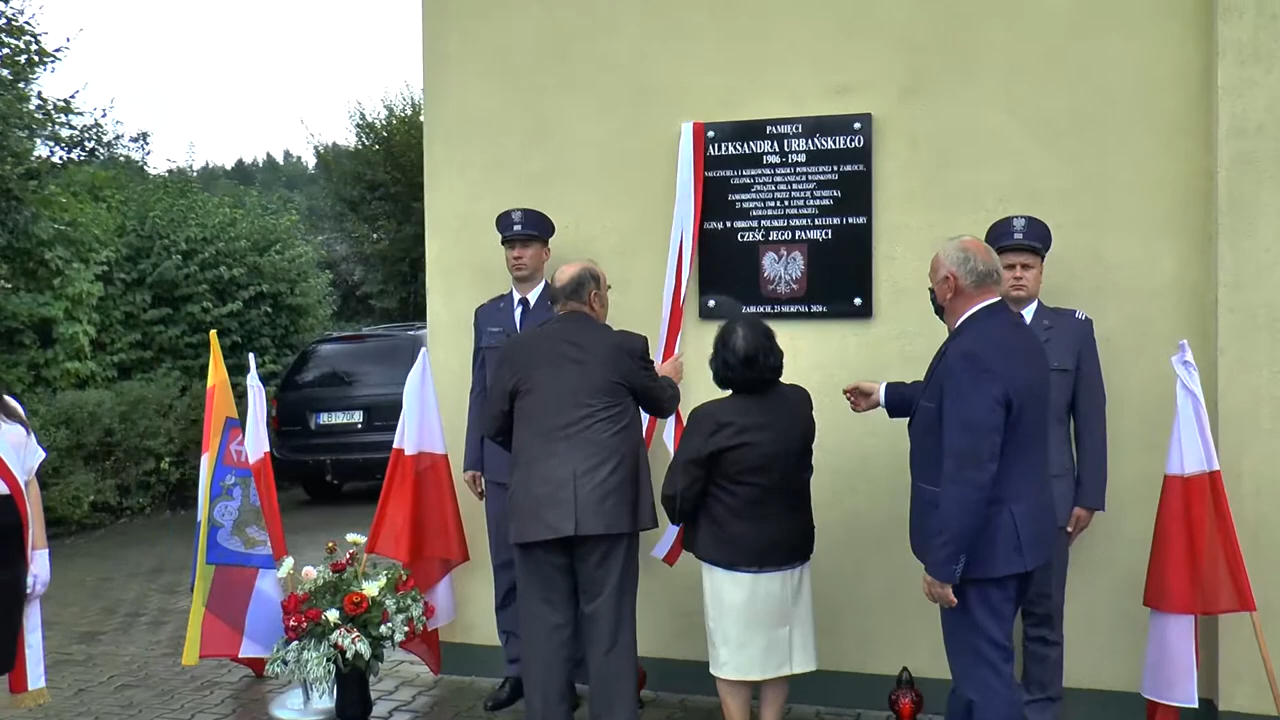 PAMIĘCI
ALEKSANDRA URBAŃSKIEGO
1906 - 1940
NAUCZYCIELA I KIEROWNIKA SZKOŁY POWSZECHNEJ W ZABŁOCIE,
CZŁONKA TAJNEJ ORGANIZACJI WOJSKOWEJ
„ZWIĄZEK ORŁA BIAŁEGO",
ZAMORDOWANEGO PRZEZ POLICJĘ NIEMIECKĄ
23 SIERPNIA 1940 R., W LESIE GRABARKA
(KOŁO BIAŁEJ PODLASKIEJ).
ZGINĄŁ W OBRONIE POLSKIEJ SZKOŁY, KULTURY I WIARY
CZEŚĆ JEGO PAMIĘCI
ZABŁOCIE, 23 SIERPNIA 2020 r.
LBI 70KJ